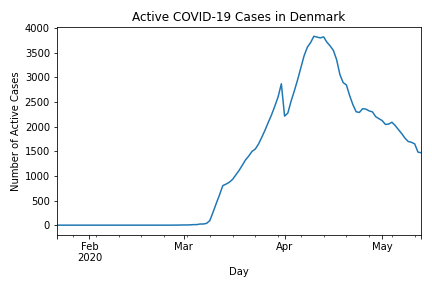 Active COVID-19 Cases in Denmark
Number of Active Cases
4000
3500
3000
2500
2000
1500
1000
500
0
Feb
2020
Mar
Apr
May
Day